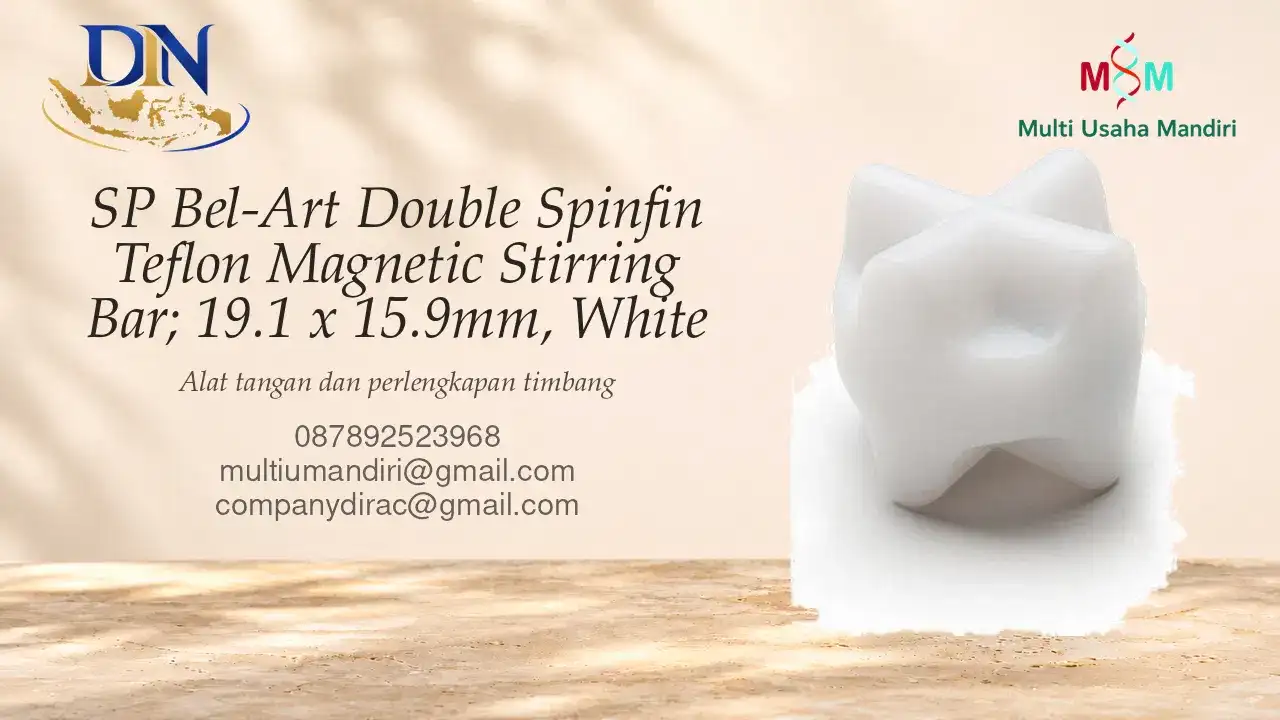 DN
M M
Multi Usaha Mandiri
SP Bel-Art Double Spinfin
Teflon Magnetic Stirring
Bar; 19.1 x 15.9mm, White
Alat tangan dan perlengkapan timbang
087892523968
multiumandiri@gmail.com
companydirac@gmail.com